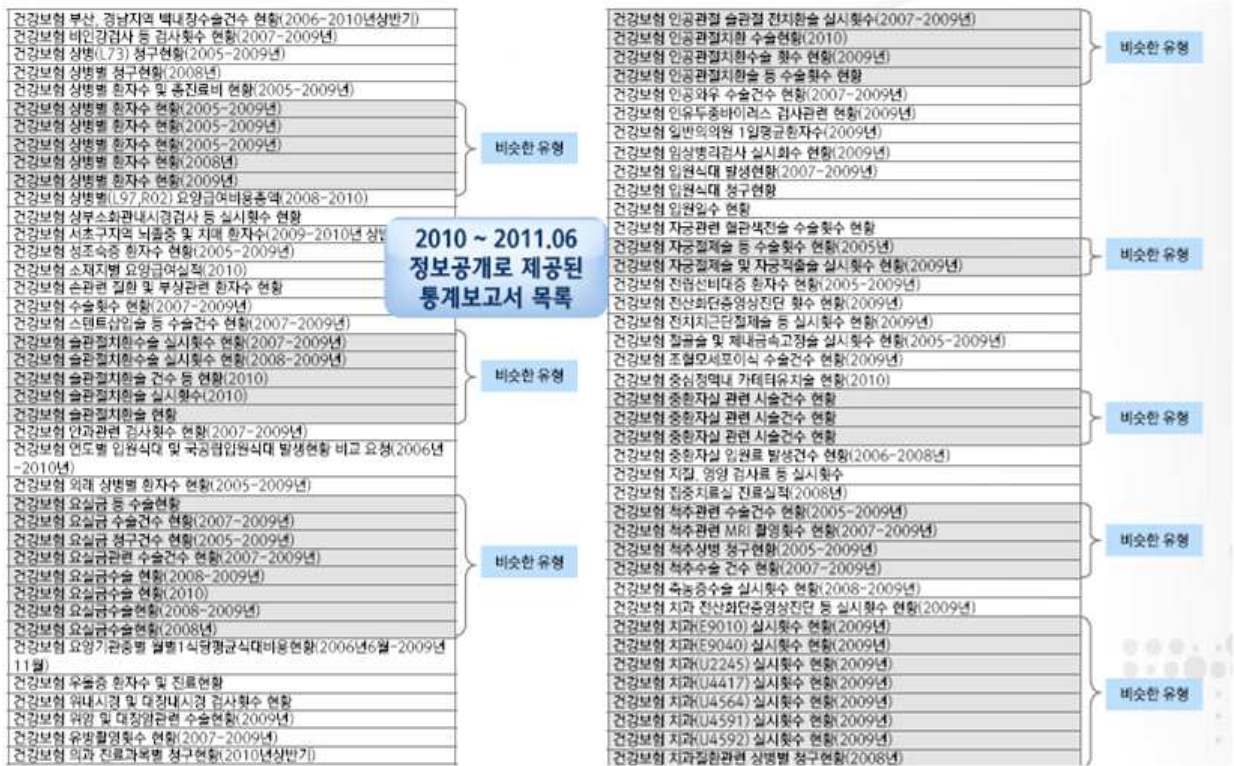 건강보험 부산, 경남지역 백내장수술건수 현황(2006-2010년상반기)
건강보험 비인강검사 등 검사횟수 현황(2007-2009년)
건강보험 상병(L73) 청구현황(2005-2009년)
건강보험 상병별 청구현황(2008년)
건강보험 상병별 환자수 및 총진료비 현황(2005-2009년)
건강보험 상병별 환자수 현황(2005-2009년)
건강보험 상병별 환자수 현황(2005-2009년)
건강보험 상병별 환자수 현황(2005-2009년)
건강보험 상병별 환자수 현황(2008년)
건강보험 상병별 환자수 현황(2009년)
건강보험 상병별(L97,R02) 요양급여비용총액(2008-2010)
건강보험 상부소화관내시경검사 등 실시횟수 현황
건강보험 서초구지역 뇌졸중 및 치매 환자수(2009-2010년 상반
건강보험 성조숙증 환자수 현황(2005-2009년)
건강보험 소재지별 요양급여실적(2010)
건강보험 손관련 질환 및 부상관련 환자수 현황
건강보험 수술횟수 현황(2007-2009년)
건강보험 스텐트삽입술 등 수술건수 현황(2007-2009년)
건강보험 슬관절치환수술 실시횟수 현황(2007-2009년)
건강보험 슬관절치환수술 실시횟수 현황(2008-2009년)
건강보험 슬관절치환술 건수 등 현황(2010)
건강보험 슬관절치환술 실시횟수(2010)
건강보험 슬관절치환술 현황
건강보험 안과관련 검사횟수 현황(2007-2009년)
건강보험 연도별 입원식대 및 국공립입원식대 발생현황 비교 요청(2006년
-2010년)
건강보험 외래 상병별 환자수 현황(2005-2009년)
건강보험 요실금 등 수술현황
건강보험 요실금 수술건수 현황(2007-2009년)
건강보험 요실금 청구건수 현황(2005-2009년)
건강보험 요실금관련 수술건수 현황(2007-2009년)
건강보험 요실금수술 현황(2008-2009년)
건강보험 요실금수술 현황(2010)
건강보험 요실금수술현황(2008-2009년)
건강보험 요실금수술현황(2008년)
건강보험 요양기관종별 월별1식당평균식대비용현황(2006년6월-2009년
11월)
건강보험 우울증 환자수 및 진료현황
건강보험 위내시경 및 대장내시경 검사횟수 현황
건강보험 위암 및 대장암관련 수술현황(2009년)
건강보험 유방촬영횟수 현황(2007-2009년)
건강보험 의과 진료과목별 청구현황(2010년상반기)
비슷한 유형
비슷한 유형
비슷한 유형
2010 ~ 2011.06
정보공개로 제공된
통계보고서 목록
건강보험 인공관절 슬관절 전치환술 실시횟수(2007-2009년)
건강보험 인공관절치환 수술현황(2010)
건강보험 인공관절치환수술 횟수 현황(2009년)
건강보험 인공관절치환술 등 수술횟수 현황
건강보험 인공와우 수술건수 현황(2007-2009년)
건강보험 인유두종바이러스 검사관련 현황(2009년)
건강보험 일반의의원 1일평균환자수(2009년)
건강보험 임상병리검사 실시회수 현황(2009년)
건강보험 입원식대 발생현황(2007-2009년)
건강보험 입원식대 청구현황
건강보험 입원일수 현황
건강보험 자궁관련 혈관색전술 수술횟수 현황
건강보험 자궁절제술 등 수술횟수 현황(2005년)
건강보험 자궁절제술 및 자궁적출술 실시횟수 현황(2009년)
건강보험 전립선비대증 환자수 현황(2005-2009년)
건강보험 전산화단층영상진단 횟수 현황(2009년)
건강보험 전치치근단절제술 등 실시횟수 현황(2009년)
건강보험 절골술 및 체내금속고정술 실시횟수 현황(2005-2009년)
건강보험 조혈모세포이식 수술건수 현황(2009년)
건강보험 중심정맥내 카테터유치술 현황(2010)
건강보험 중환자실 관련 시술건수 현황
건강보험 중환자실 관련 시술건수 현황
건강보험 중환자실 관련 시술건수 현황
건강보험 중환자실 입원료 발생건수 현황(2006-2008년)
건강보험 지질, 영양 검사료 등 실시횟수
건강보험 집중치료실 진료실적(2008년)
건강보험 척추관련 수술건수 현황(2005-2009년)
건강보험 척추관련 MRI 촬영횟수 현황(2007-2009년)
건강보험 척추상병 청구현황(2005-2009년)
건강보험 척추수술 건수 현황(2007-2009년)
건강보험 축농증수술 실시횟수 현황(2008-2009년)
건강보험 치과 전산화단층영상진단 등 실시횟수 현황(2009년)
건강보험 치과(E9010) 실시횟수 현황(2009년)
건강보험 치과(E9040) 실시횟수 현황(2009년)
건강보험 치과(U2245) 실시횟수 현황(2009년)
건강보험 치과(U4417) 실시횟수 현황(2009년)
건강보험 치과(U4564) 실시횟수 현황(2009년)
건강보험 치과(U4591) 실시횟수 현황(2009년)
건강보험 치과(U4592) 실시횟수 현황(2009년)
건강보험 치과질환관련 상병별 청구현황(2008년)
비슷한 유형
비슷한 유형
비슷한 유형
비슷한 유형
비슷한 유형